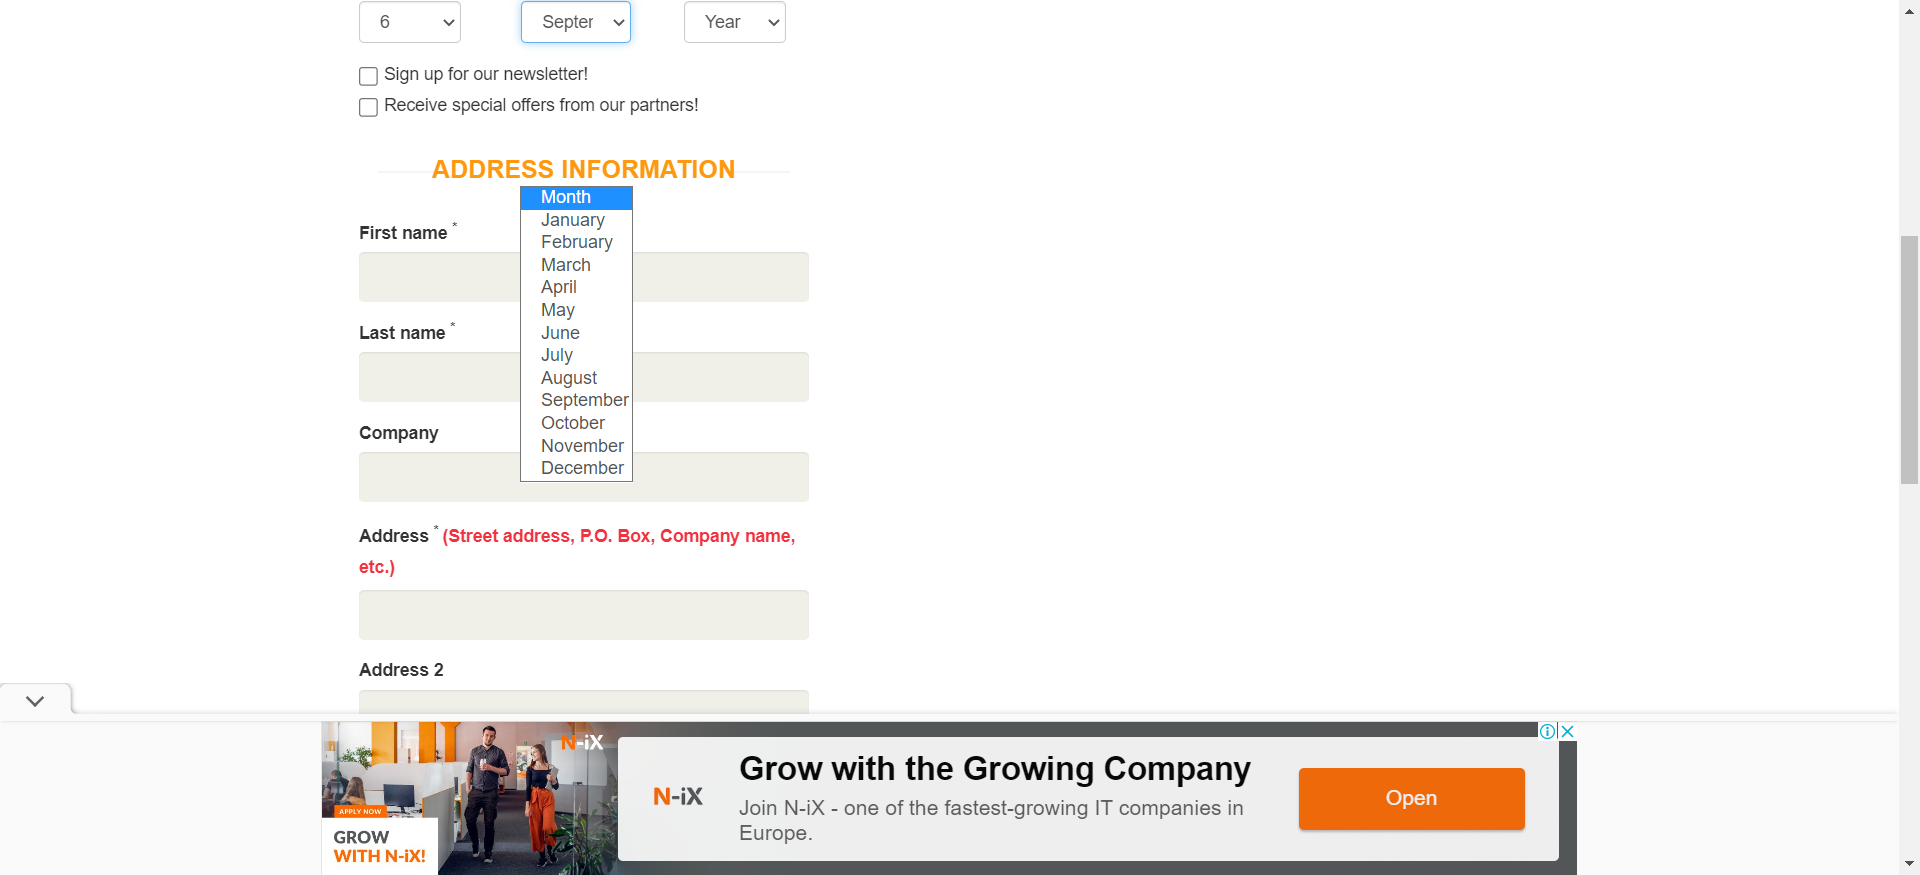 6
Septer
Year
Sign up for our newsletter!
Receive special offers from our partners!
ADDRESS INFORMATION
Month
January
February
March
April
May
June
July
August
September
October
November
December
First name *
Last name *
Company
Address * (Street address, P.O. Box, Company name,
etc.)
Address 2
N-iX
APPLY NOW
GROW
WITH N-iX!
N-iX
Grow with the Growing Company
Join N-iX - one of the fastest-growing IT companies in
Europe.
Open